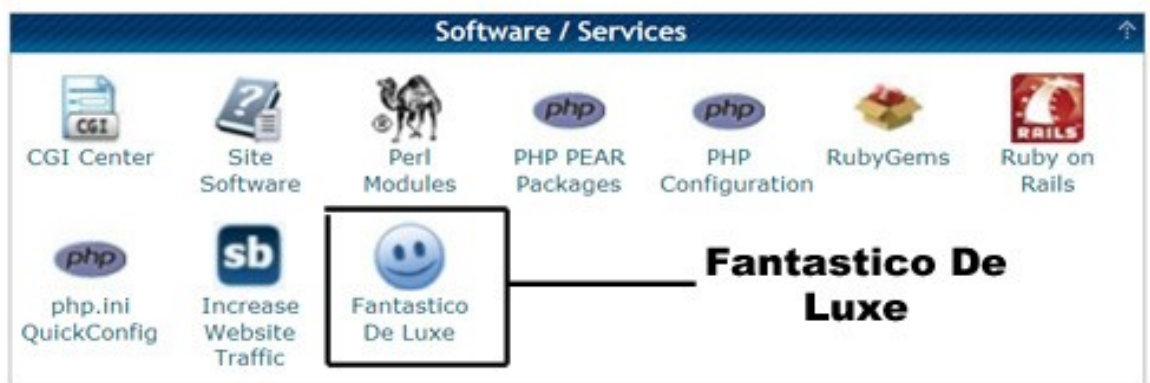 Software / Services
CGI
CGI Center
Site
Software
Perl
Modules
php
PHP PEAR
Packages
php
PHP
Configuration
RubyGems
RAILS
Ruby on
Rails
php
php.ini
QuickConfig
sb
Increase
Website
Traffic
Fantastico
De Luxe
Fantastico De
Luxe